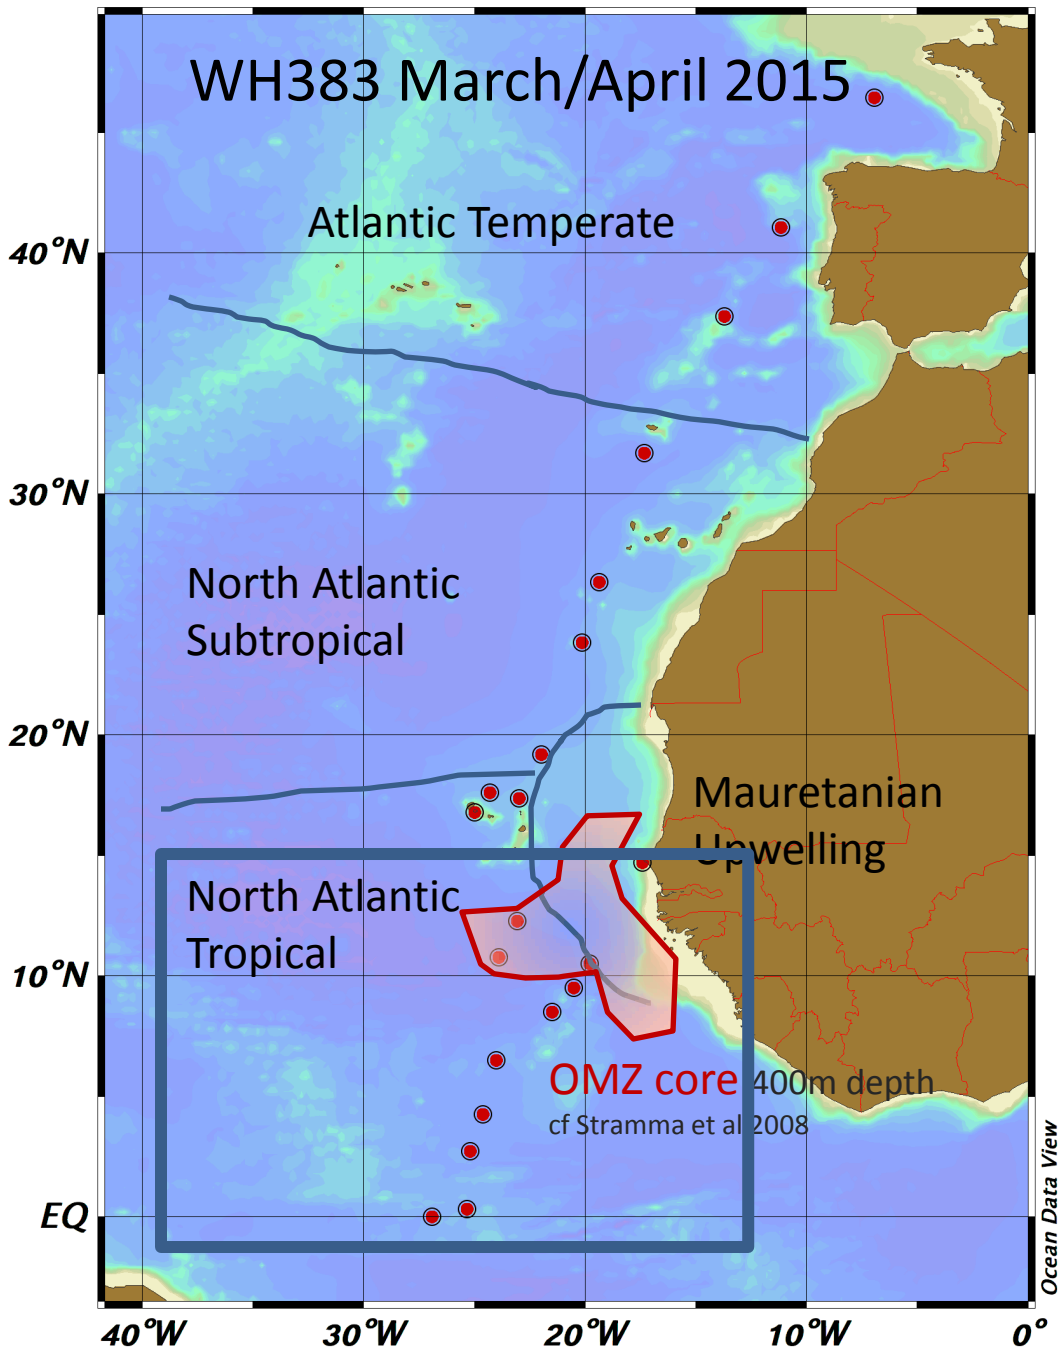 WH383 March/April 2015
Atlantic Temperate
40°N
30°N
North Atlantic
Subtropical
20°N
Mauretanian
Upwelling
North Atlantic
Tropical
10°N
OMZ core 400m depth
cf Stramma et al 2008
EQ
Ocean Data View
40°W
30°W
20°W
10°W
0°